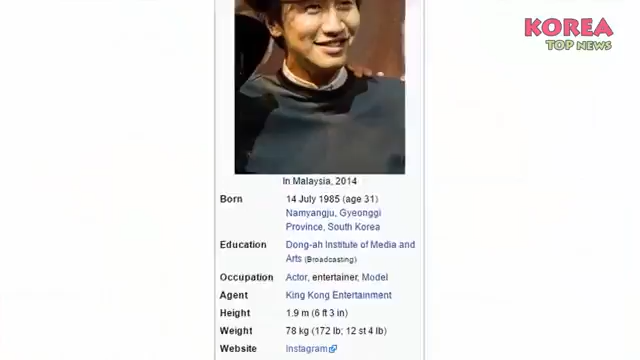 KOREA
TOP NEWS
In Malaysia, 2014
Born 14 July 1985 (age 31)
Namyangju, Gyeonggi
Province, South Korea
Education Dong-ah Institute of Media and
Arts (Broadcasting)
Occupation Actor, entertainer, Model
Agent King Kong Entertainment
Height 1.9 m (6 ft 3 in)
Weight 78 kg (172 lb; 12 st 4 lb)
Website Instagram